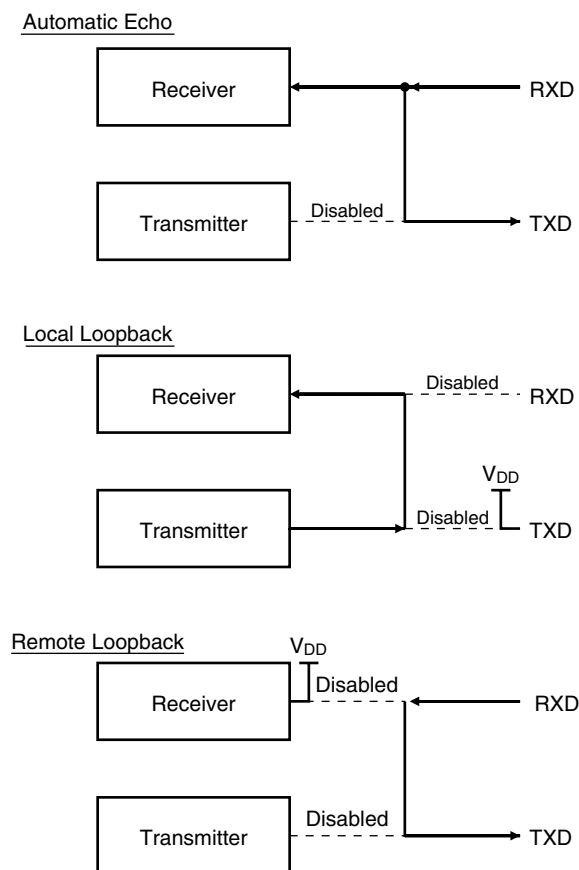 Automatic Echo
Receiver
RXD
Transmitter
Disabled
TXD
Local Loopback
Receiver
Disabled
RXD
VDD
Transmitter
Disabled
TXD
Remote Loopback
VDD
Receiver
Disabled
RXD
Transmitter
Disabled
TXD